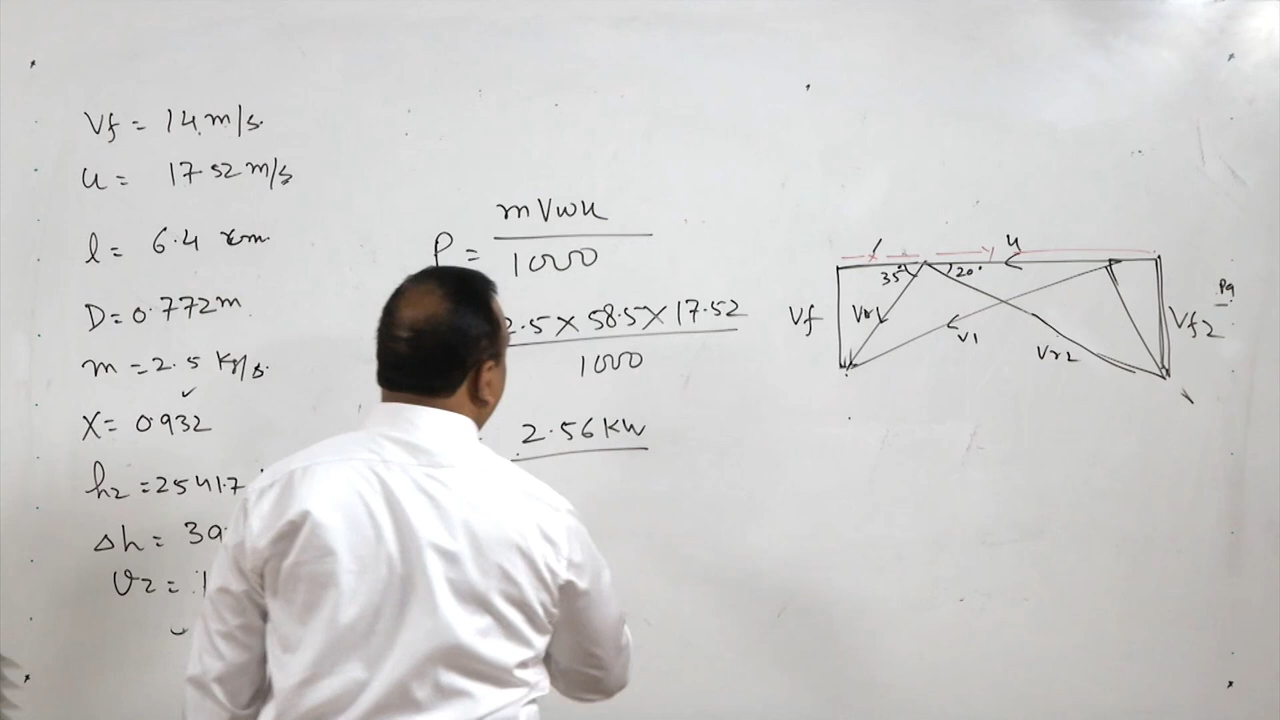 Vf = 14 m/s.
u = 17.52 m/s
l = 6.4 cm
D = 0.772 m
m = 2.5 Kg/s.
X = 0.932
h2 = 2541.7
Δh = 39
v2 = 1
P = mVwu
1000
2.5 X 58.5 X 17.52
1000
2.56 KW
x y u
35° 20°
Vf Vr1 V1 Vr2 Vf2